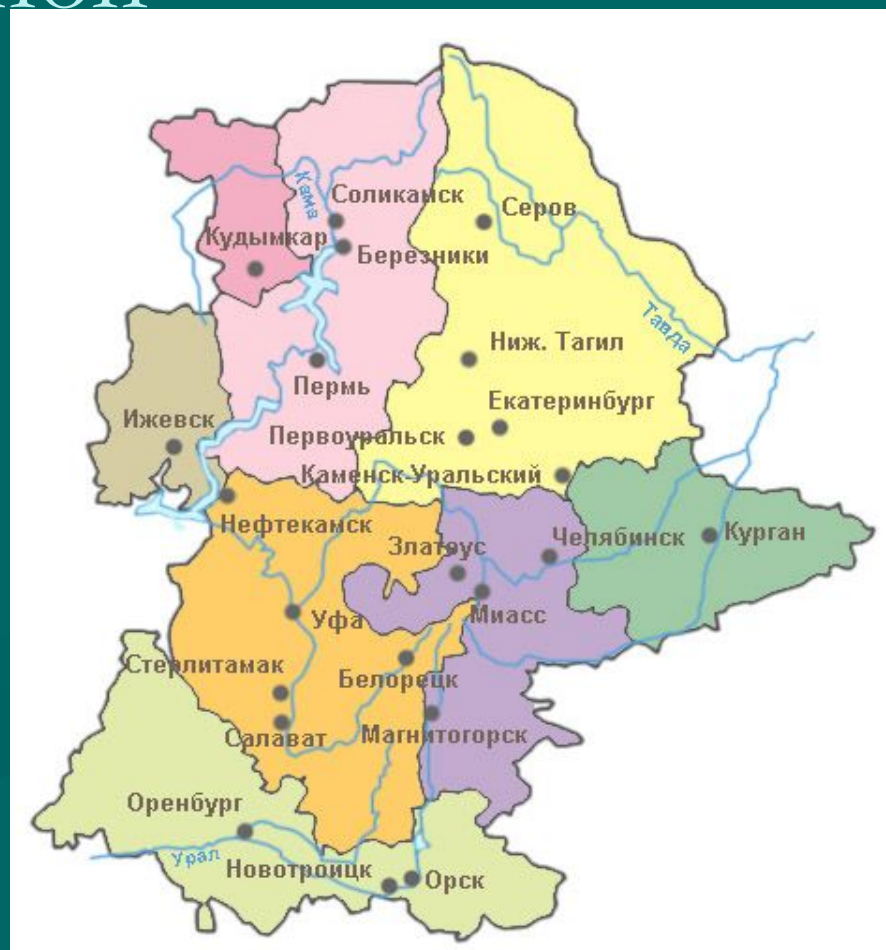 Соликамск
Кама
Серов
Кудымкар
Березники
Тавда
Ниж. Тагил
Пермь
Екатеринбург
Ижевск
Первоуральск
Каменск-Уральский
Нефтекамск
Златоус
Челябинск
Курган
Уфа
Миасс
Стерлитамак
Белорецк
Салават
Магнитогорск
Оренбург
Урал
Новотроицк
Орск